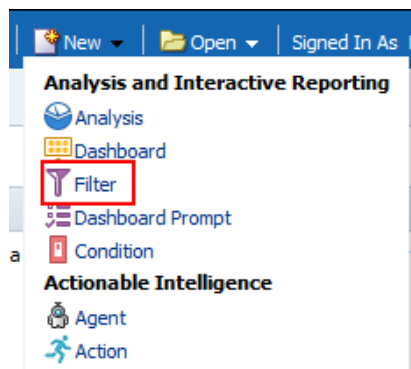 New Open Signed In As
Analysis and Interactive Reporting
Analysis
Dashboard
Filter
Dashboard Prompt
a
Condition
Actionable Intelligence
Agent
Action